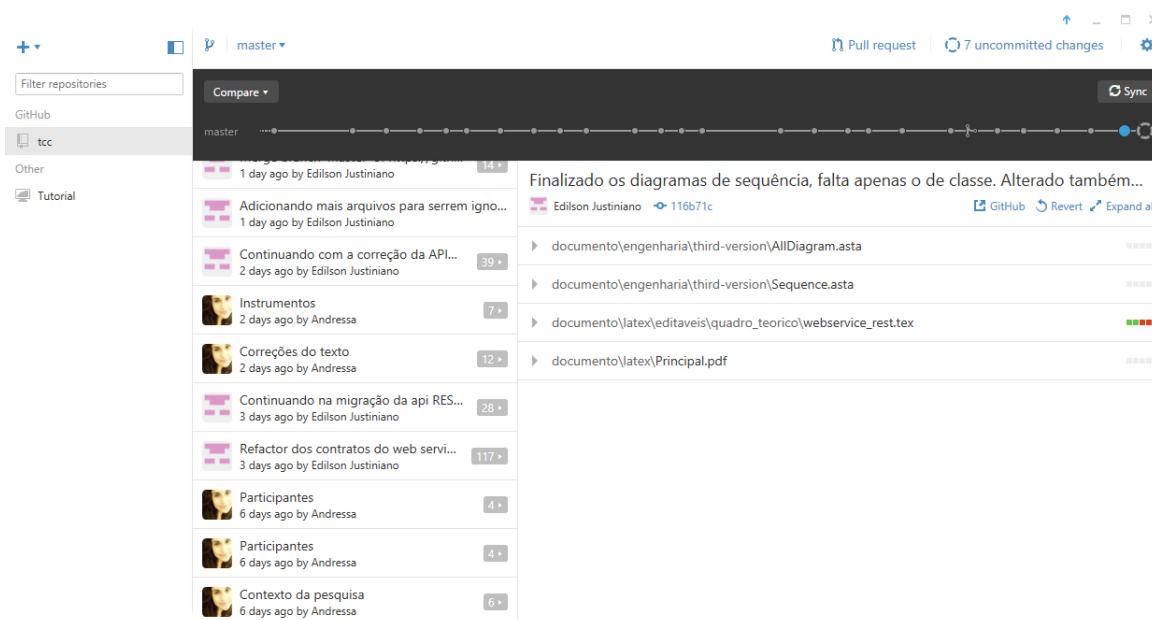 master
Pull request
7 uncommitted changes
Filter repositories
GitHub
tcc
Other
Tutorial
Compare
Sync
master
14
1 day ago by Edilson Justiniano
Adicionando mais arquivos para serrem igno...
1 day ago by Edilson Justiniano
Continuando com a correção da API...
2 days ago by Edilson Justiniano
39
Instrumentos
2 days ago by Andressa
7
Correções do texto
2 days ago by Andressa
12
Continuando na migração da api RES...
3 days ago by Edilson Justiniano
28
Refactor dos contratos do web servi...
3 days ago by Edilson Justiniano
117
Participantes
6 days ago by Andressa
4
Participantes
6 days ago by Andressa
4
Contexto da pesquisa
6 days ago by Andressa
6
Finalizado os diagramas de sequência, falta apenas o de classe. Alterado também...
Edilson Justiniano 116b71c
GitHub Revert Expand al
documento\engenharia\third-version\AllDiagram.asta
documento\engenharia\third-version\Sequence.asta
documento\latex\editaveis\quadro_teorico\webservice_rest.tex
documento\latex\Principal.pdf